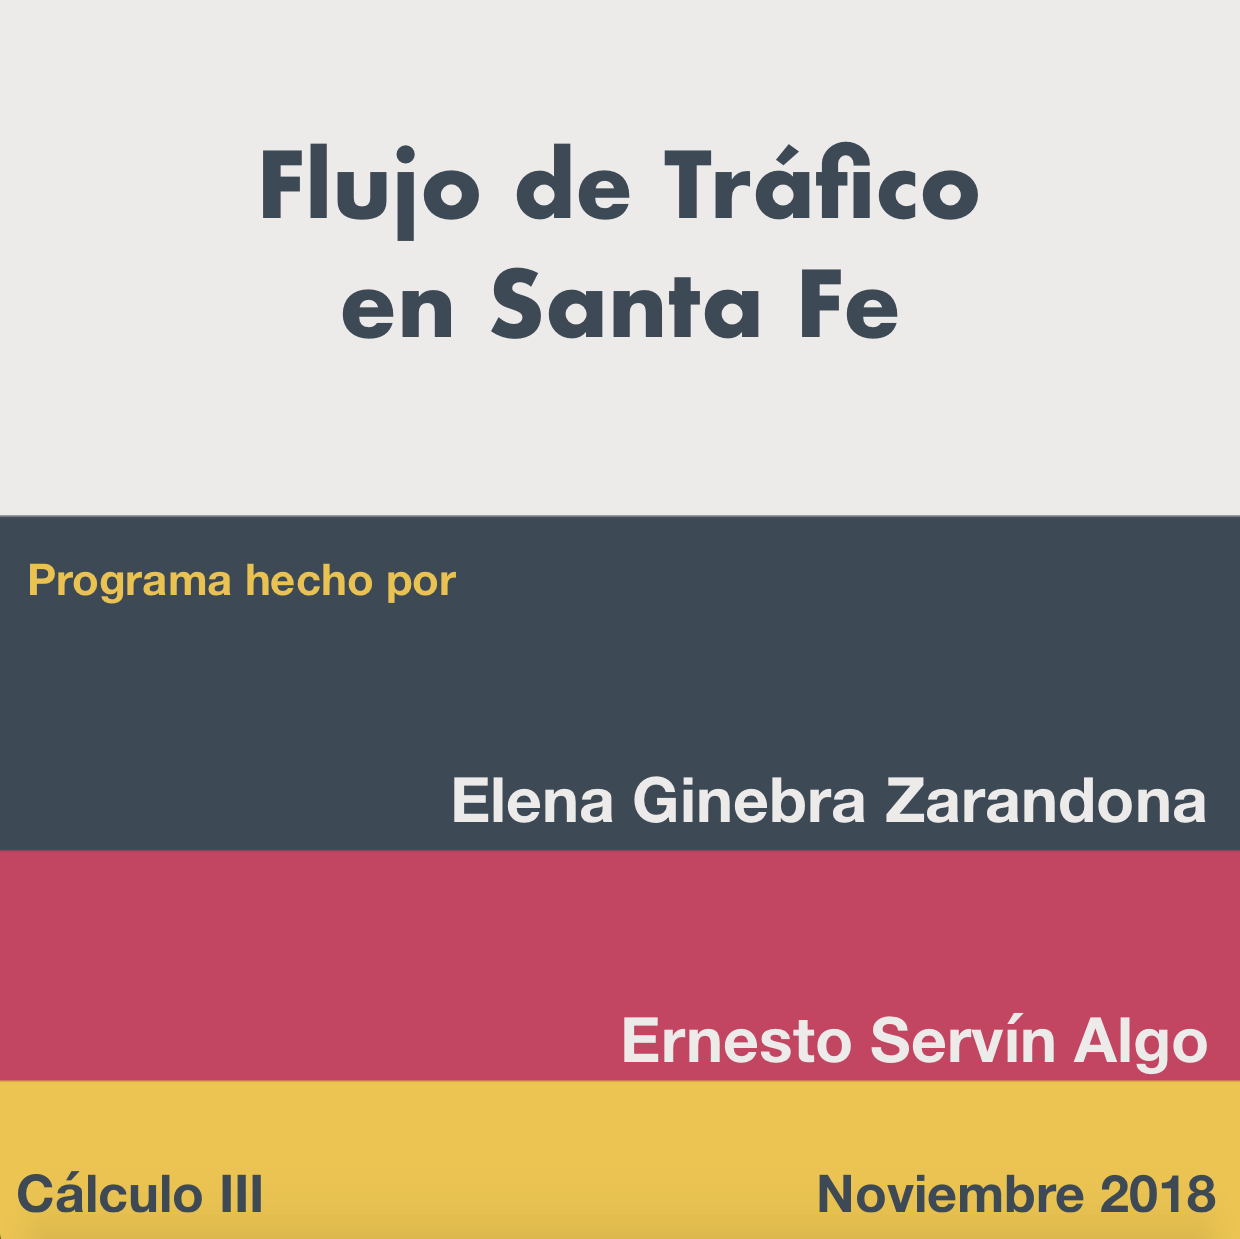 Flujo de Tráfico
en Santa Fe
Programa hecho por
Elena Ginebra Zarandona
Ernesto Servín Algo
Cálculo III
Noviembre 2018